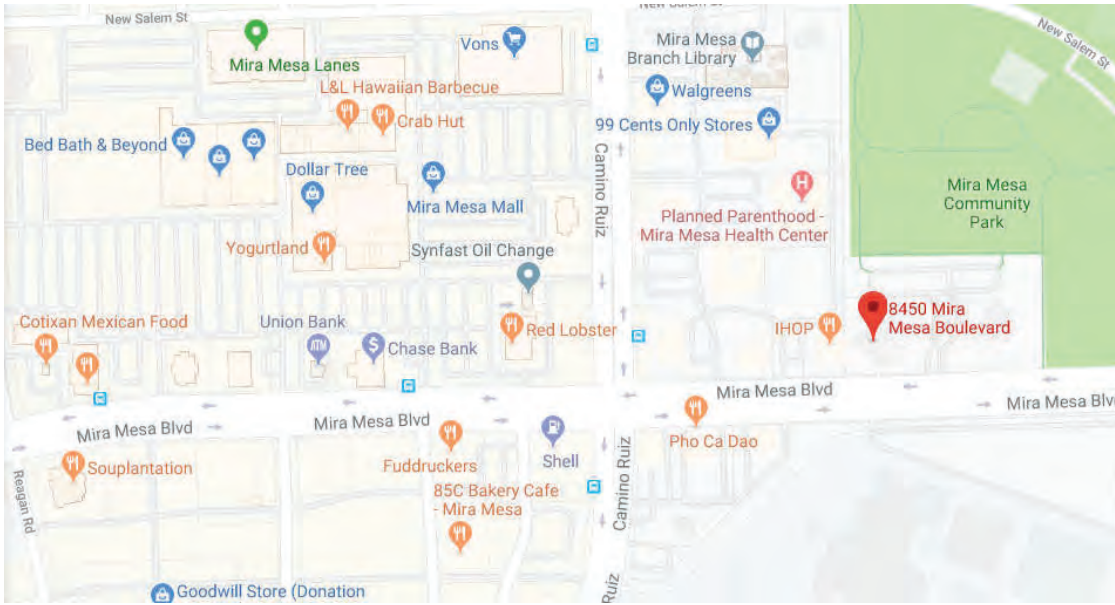 New Salem St
New Salem St
New Salem St
Mira Mesa Lanes
Vons
Mira Mesa
Branch Library
L&L Hawaiian Barbecue
Crab Hut
Walgreens
99 Cents Only Stores
Bed Bath & Beyond
Dollar Tree
Mira Mesa Mall
Camino Ruiz
H
Planned Parenthood -
Mira Mesa Health Center
Mira Mesa
Community
Park
Yogurtland
Synfast Oil Change
Cotixan Mexican Food
Union Bank
ATM
$
Chase Bank
Red Lobster
IHOP
8450 Mira
Mesa Boulevard
Mira Mesa Blvd
Mira Mesa Blvd
Mira Mesa Blvd
Mira Mesa Blvd
Pho Ca Dao
Souplantation
Fuddruckers
Shell
85C Bakery Cafe
- Mira Mesa
Camino Ruiz
Reagan Rd
Goodwill Store (Donation
Ruiz